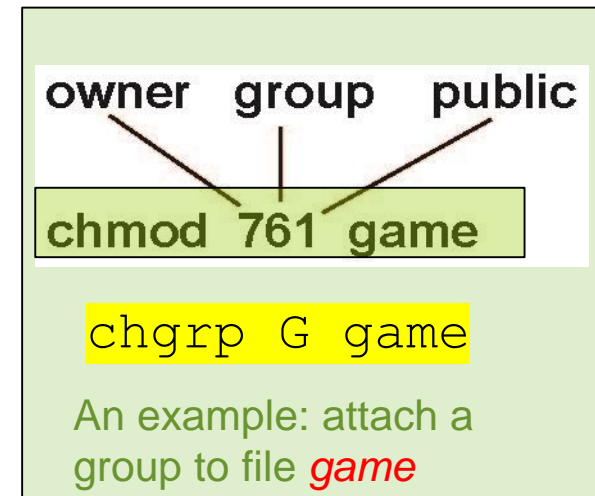 owner group public
chmod 761 game
chgrp G game
An example: attach a
group to file game